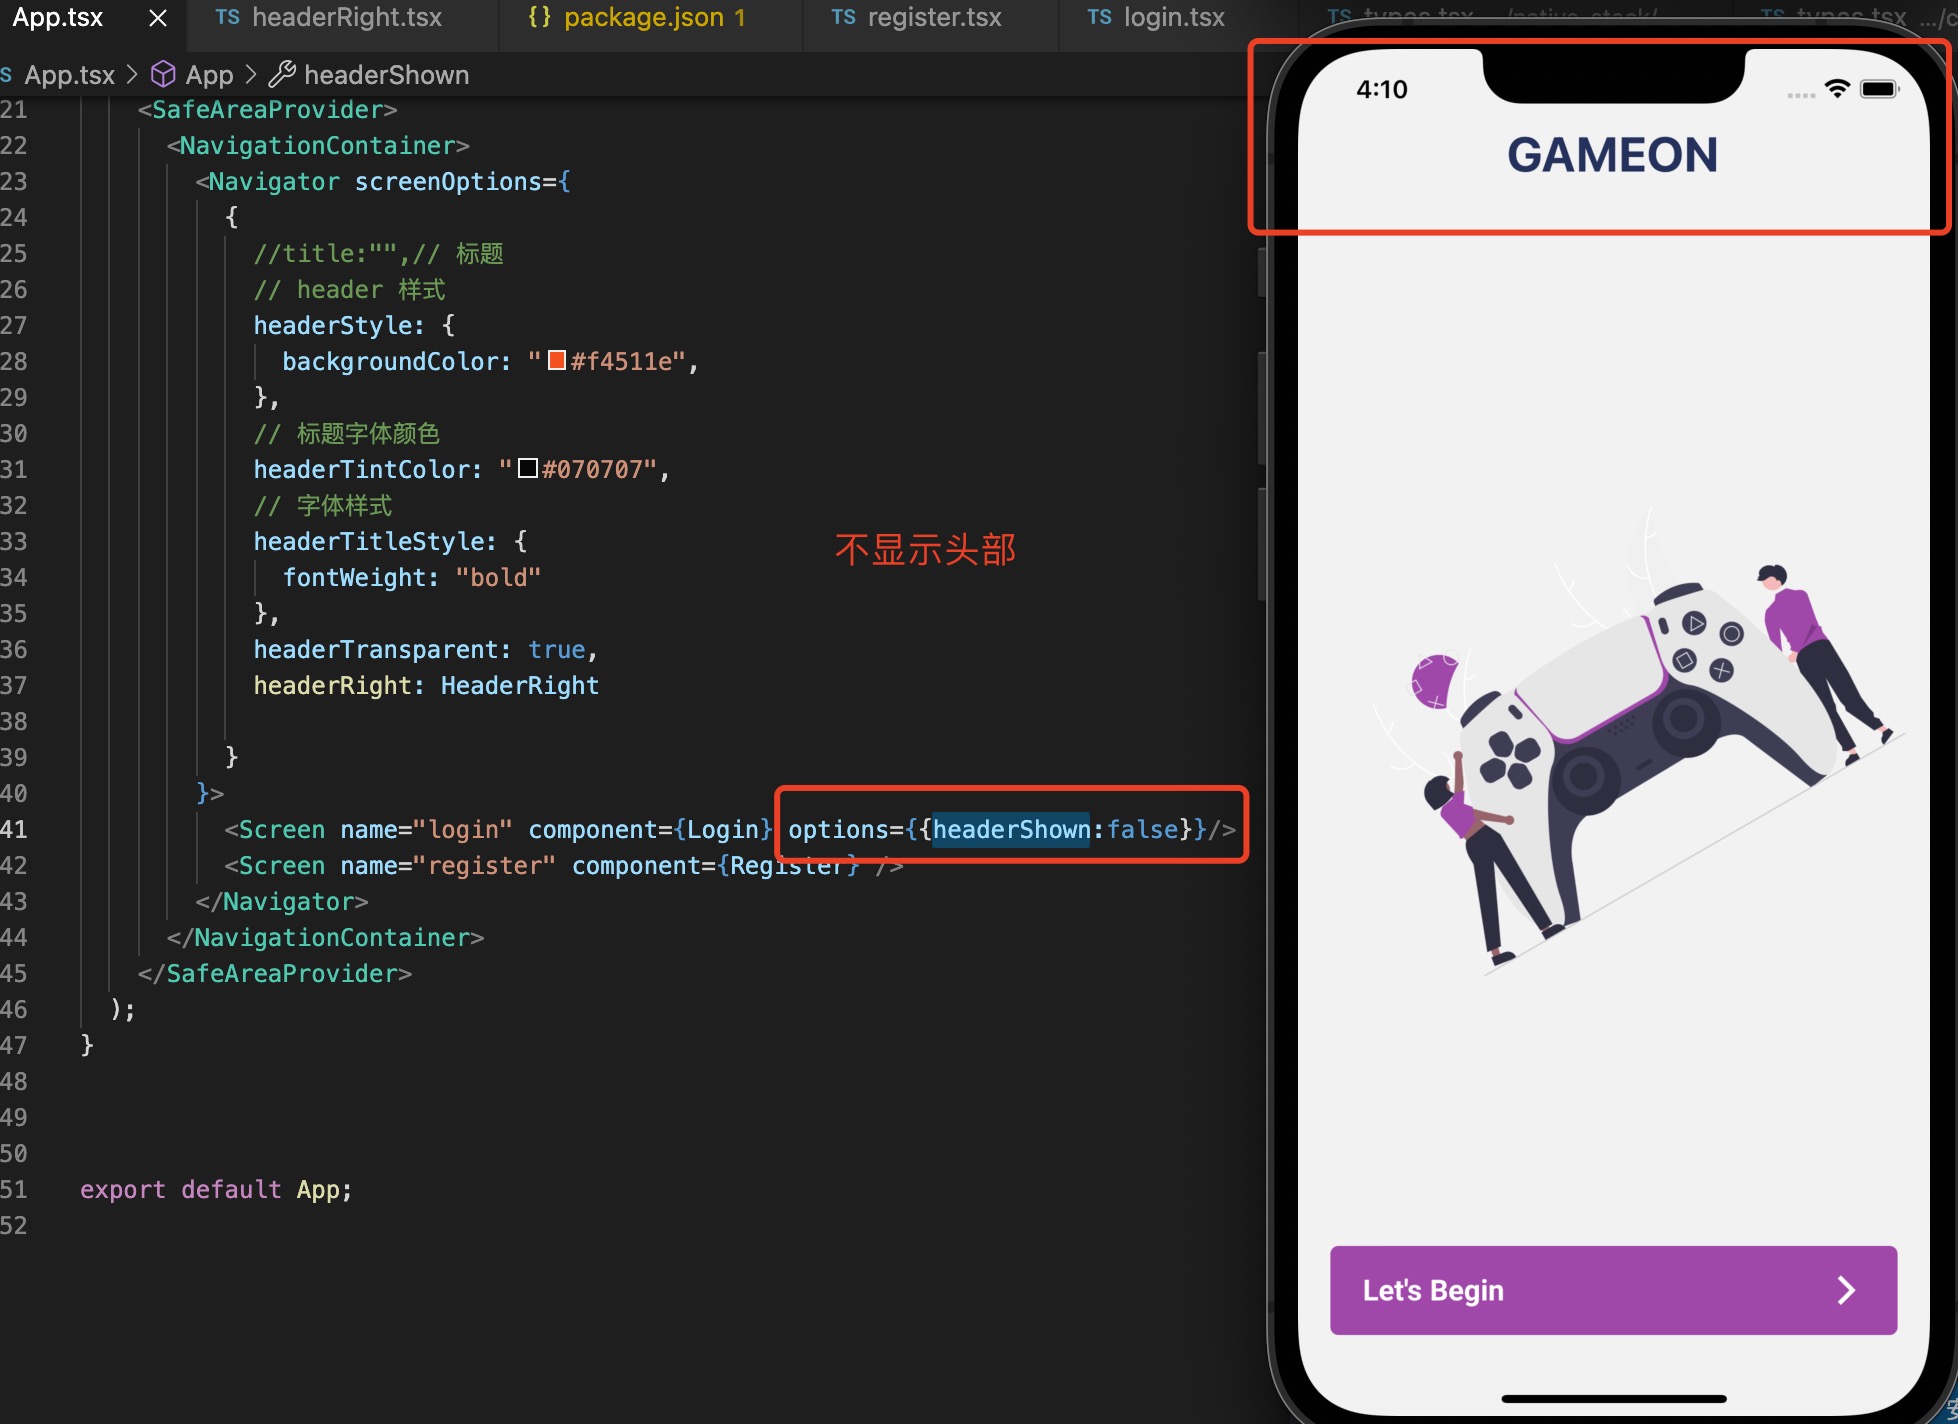 App.tsx
TS headerRight.tsx
{} package.json 1
TS register.tsx
TS login.tsx
TS types.tsx .../native-stack/
TS types.tsx
S App.tsx > App > headerShown
21 <SafeAreaProvider>
22 <NavigationContainer>
23 <Navigator screenOptions={
24 {
25 //title:"",// 标题
26 // header 样式
27 headerStyle: {
28 backgroundColor: "#f4511e",
29 },
30 // 标题字体颜色
31 headerTintColor: "#070707",
32 // 字体样式
33 headerTitleStyle: {
34 fontWeight: "bold"
35 },
36 headerTransparent: true,
37 headerRight: HeaderRight
38
39 }
40 }>
41 <Screen name="login" component={Login} options={{headerShown:false}}/>
42 <Screen name="register" component={Register} />
43 </Navigator>
44 </NavigationContainer>
45 </SafeAreaProvider>
46 );
47 }
48
49
50
51 export default App;
52
不显示头部
4:10
GAMEON
Let's Begin